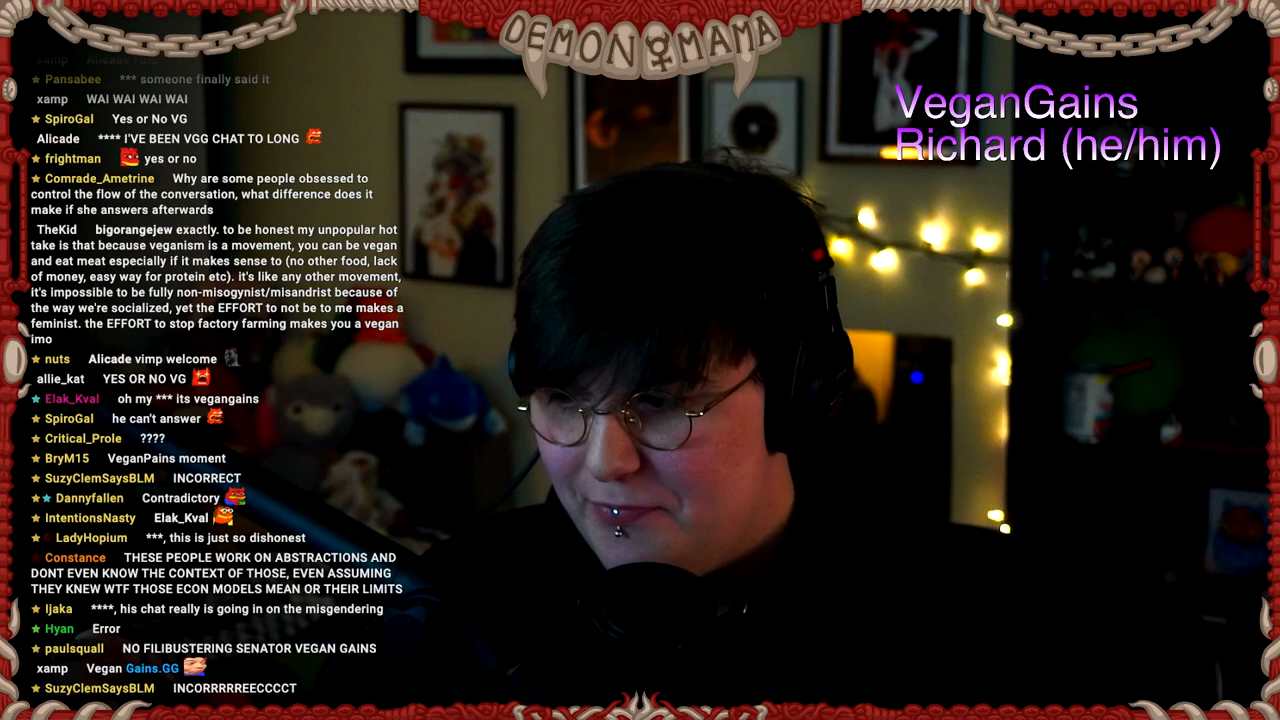 DEMON MAMA
VeganGains
Richard (he/him)
xamp Alicade
Pansabee *** someone finally said it
xamp WAI WAI WAI WAI
SpiroGal Yes or No VG
Alicade **** I'VE BEEN VGG CHAT TO LONG
frightman yes or no
Comrade_Ametrine Why are some people obsessed to
control the flow of the conversation, what difference does it
make if she answers afterwards
TheKid bigorangejew exactly. to be honest my unpopular hot
take is that because veganism is a movement, you can be vegan
and eat meat especially if it makes sense to (no other food, lack
of money, easy way for protein etc). it's like any other movement,
it's impossible to be fully non-misogynist/misandrist because of
the way we're socialized, yet the EFFORT to not be to me makes a
feminist. the EFFORT to stop factory farming makes you a vegan
imo
nuts Alicade vimp welcome
allie_kat YES OR NO VG
Elak_Kval oh my *** its vegangains
SpiroGal he can't answer
Critical_Prole ????
BryM15 VeganPains moment
SuzyClemSaysBLM INCORRECT
Dannyfallen Contradictory
IntentionsNasty Elak_Kval
LadyHopium ***, this is just so dishonest
Constance THESE PEOPLE WORK ON ABSTRACTIONS AND
DONT EVEN KNOW THE CONTEXT OF THOSE, EVEN ASSUMING
THEY KNEW WTF THOSE ECON MODELS MEAN OR THEIR LIMITS
Ijaka ****, his chat really is going in on the misgendering
Hyan Error
paulsquall NO FILIBUSTERING SENATOR VEGAN GAINS
xamp Vegan Gains.GG
SuzyClemSaysBLM INCORRRRREECCCCT